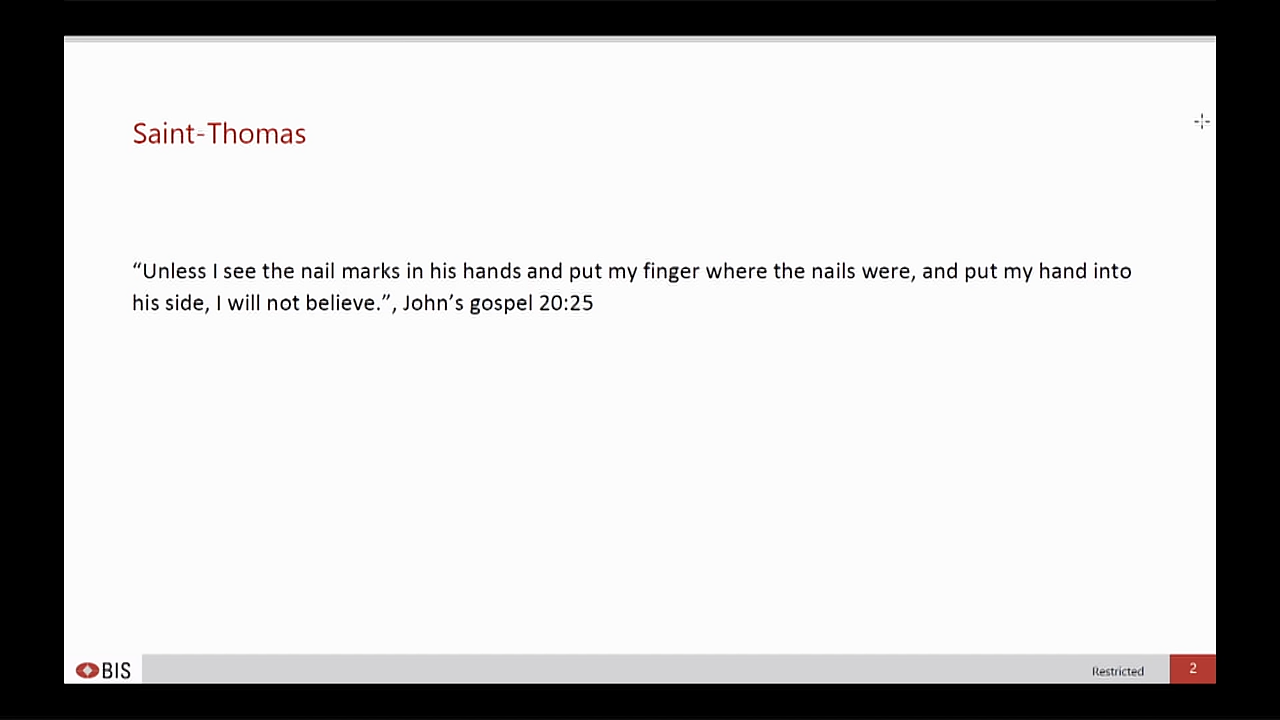 Saint-Thomas
“Unless I see the nail marks in his hands and put my finger where the nails were, and put my hand into
his side, I will not believe.”, John’s gospel 20:25
BIS
Restricted
2